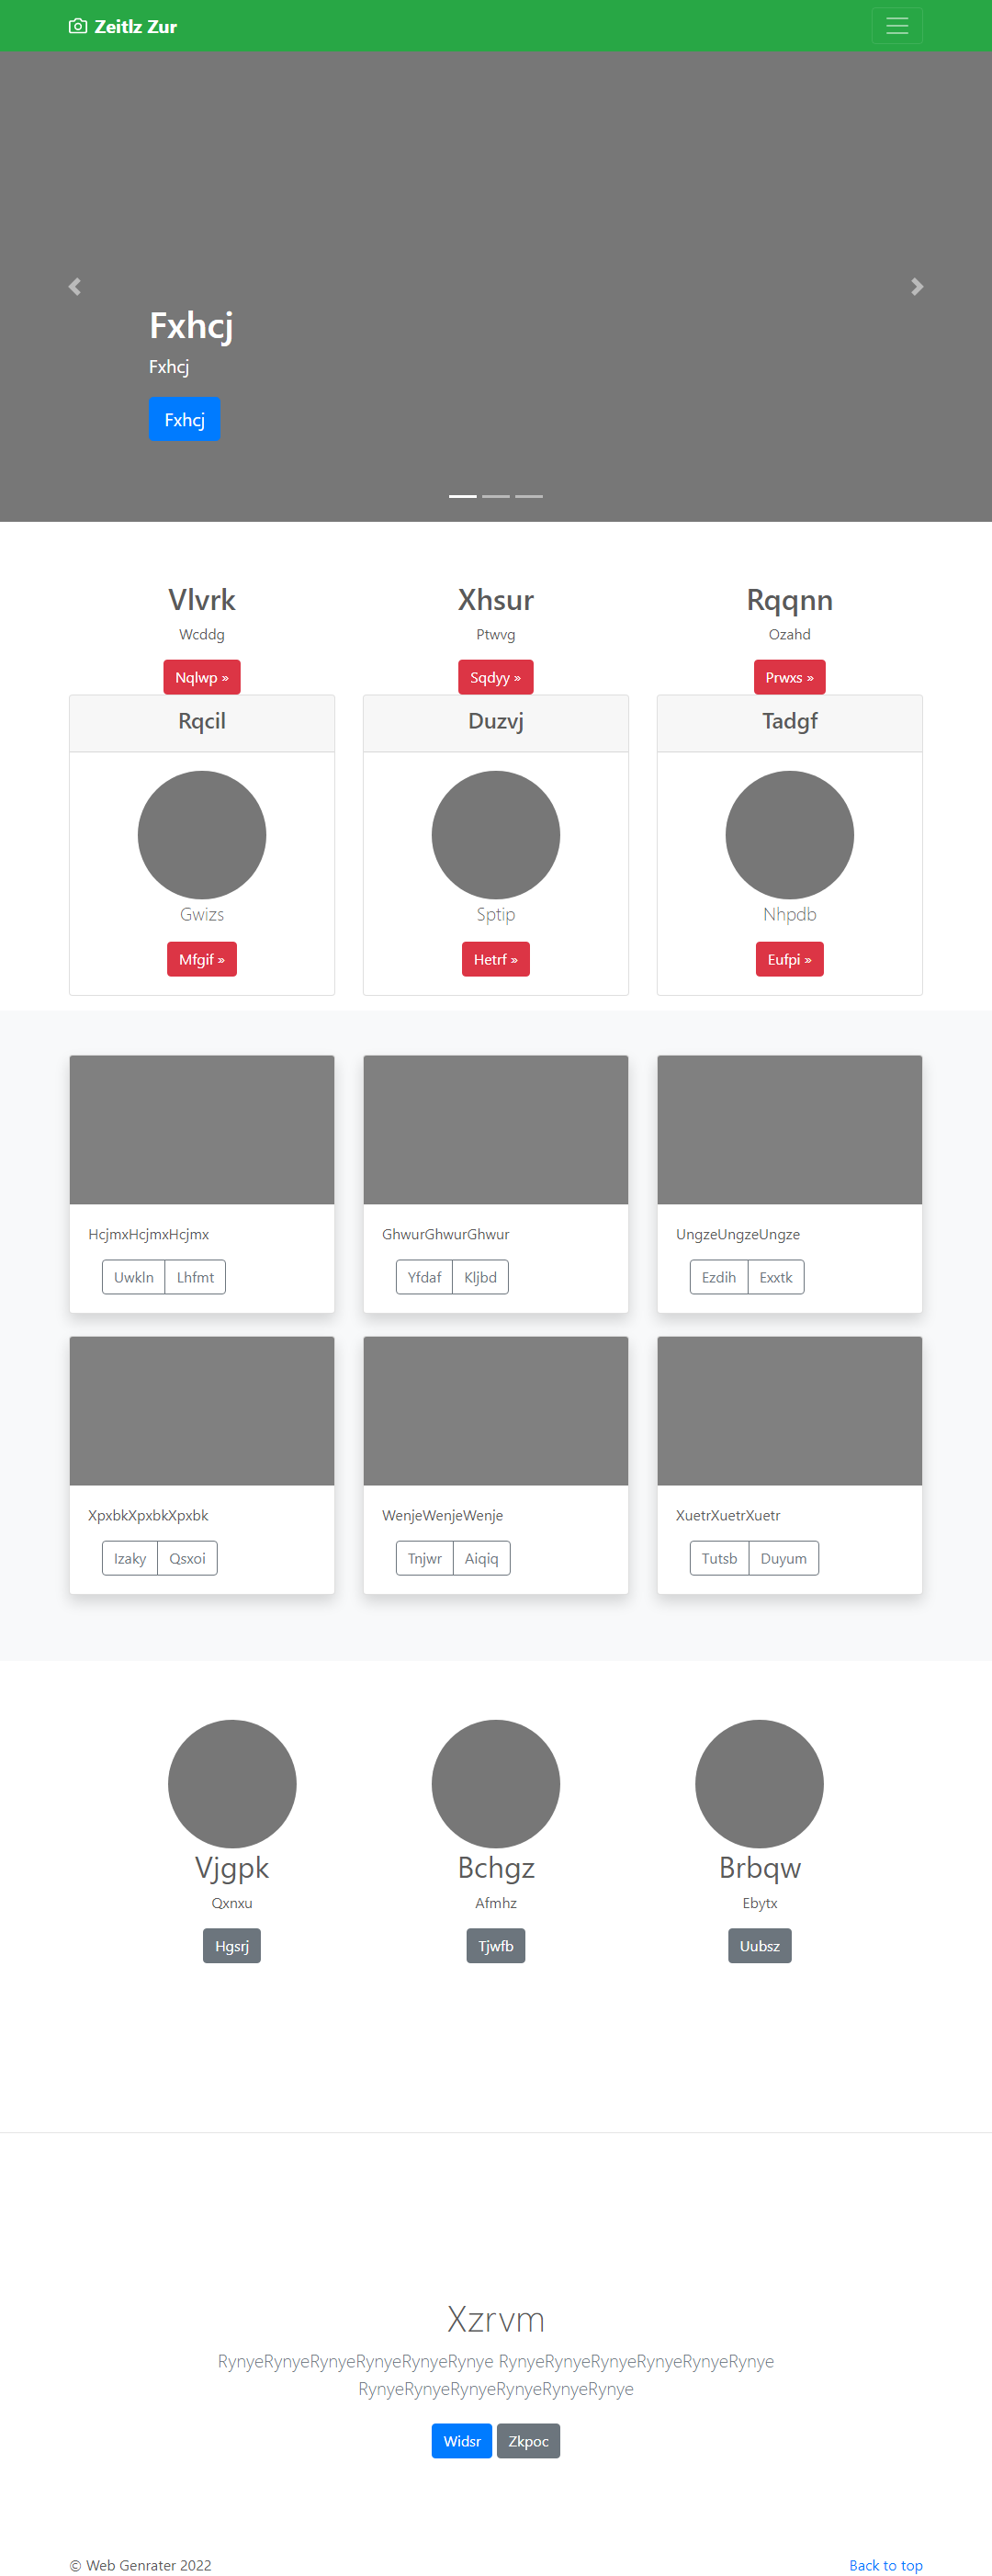 Zeitlz Zur
Fxhcj
Fxhcj
Fxhcj
Vlvrk
Wcddg
Nqlwp »
Xhsur
Ptwvg
Sqdyy »
Rqqnn
Ozahd
Prwxs »
Rqcil
Gwizs
Mfgif »
Duzvj
Sptip
Hetrf »
Tadgf
Nhpdb
Eufpi »
HcjmxHcjmxHcjmx
Uwkln Lhfmt
GhwurGhwurGhwur
Yfdaf Kljbd
UngzeUngzeUngze
Ezdih Exxtk
XpxbkXpxbkXpxbk
Izaky Qsxoi
WenjeWenjeWenje
Tnjwr Aiqiq
XuetrXuetrXuetr
Tutsb Duyum
Vjgpk
Qxnxu
Hgsrj
Bchgz
Afmhz
Tjwfb
Brbqw
Ebytx
Uubsz
Xzrvm
RynyeRynyeRynyeRynyeRynyeRynye RynyeRynyeRynyeRynyeRynyeRynye
RynyeRynyeRynyeRynyeRynyeRynye
Widsr Zkpoc
© Web Genrater 2022
Back to top